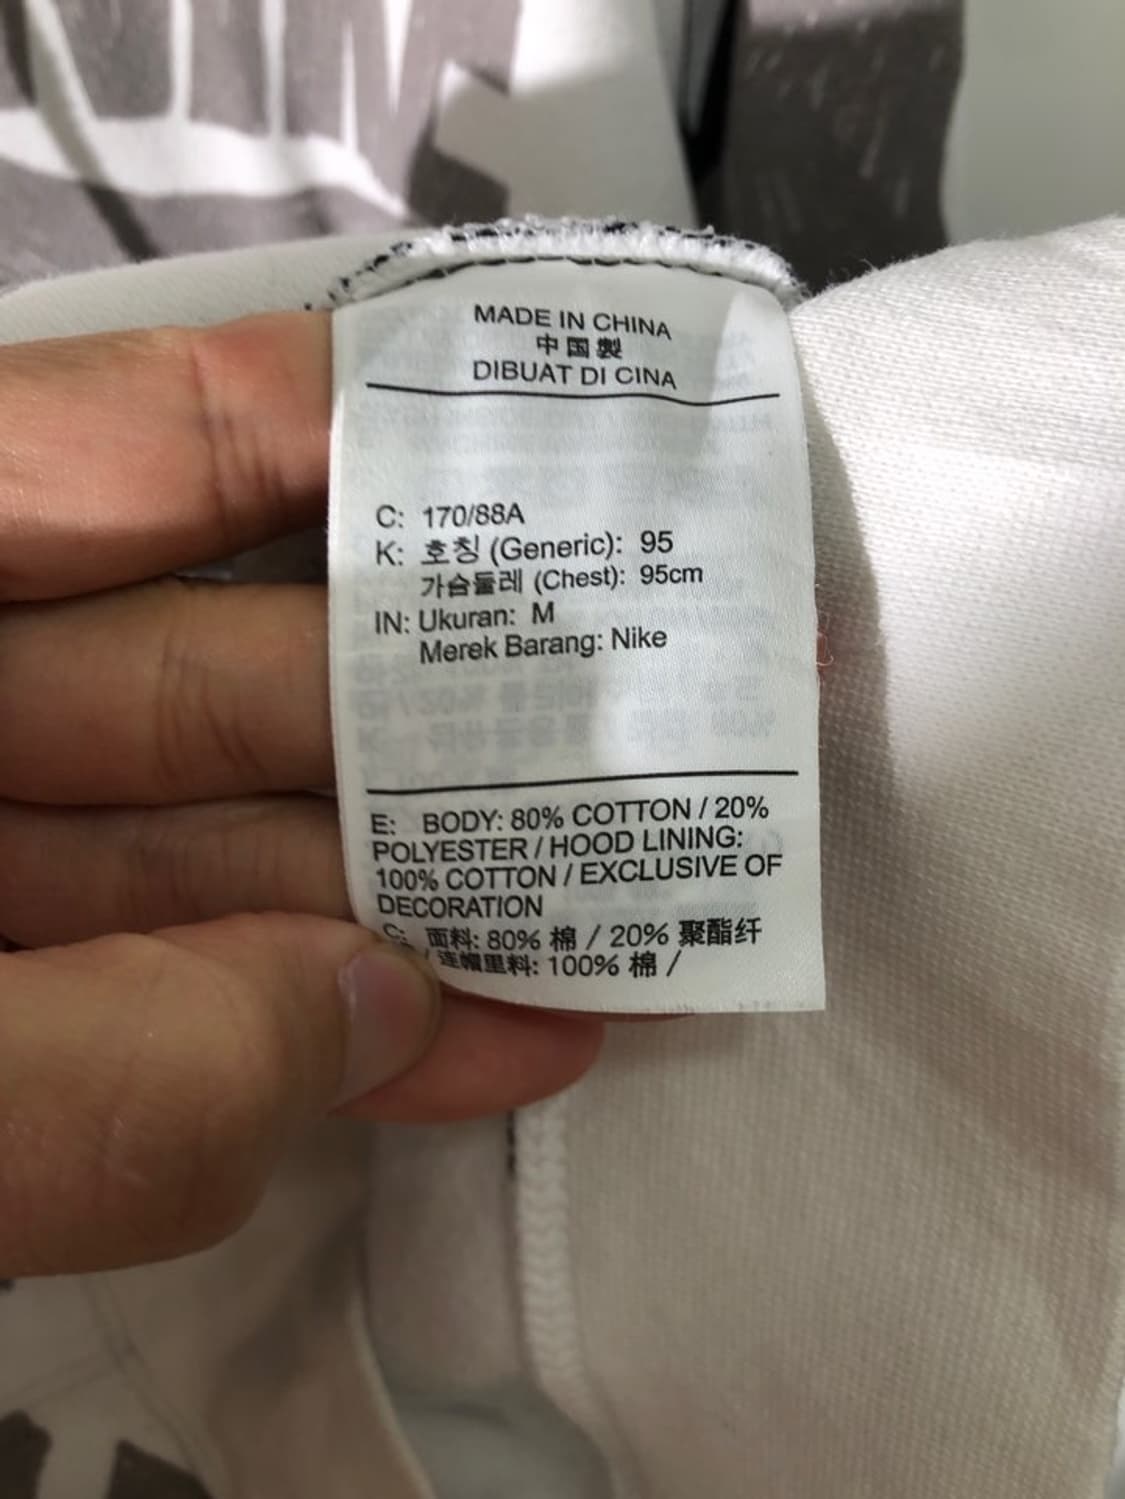 MADE IN CHINA
中国製
DIBUAT DI CINA
C: 170/88A
K: 호칭 (Generic): 95
가슴둘레 (Chest): 95cm
IN: Ukuran: M
Merek Barang: Nike
E: BODY: 80% COTTON / 20%
POLYESTER / HOOD LINING:
100% COTTON / EXCLUSIVE OF
DECORATION
C: 面料: 80% 棉 / 20% 聚酯纤
/ 连帽里料: 100% 棉 /